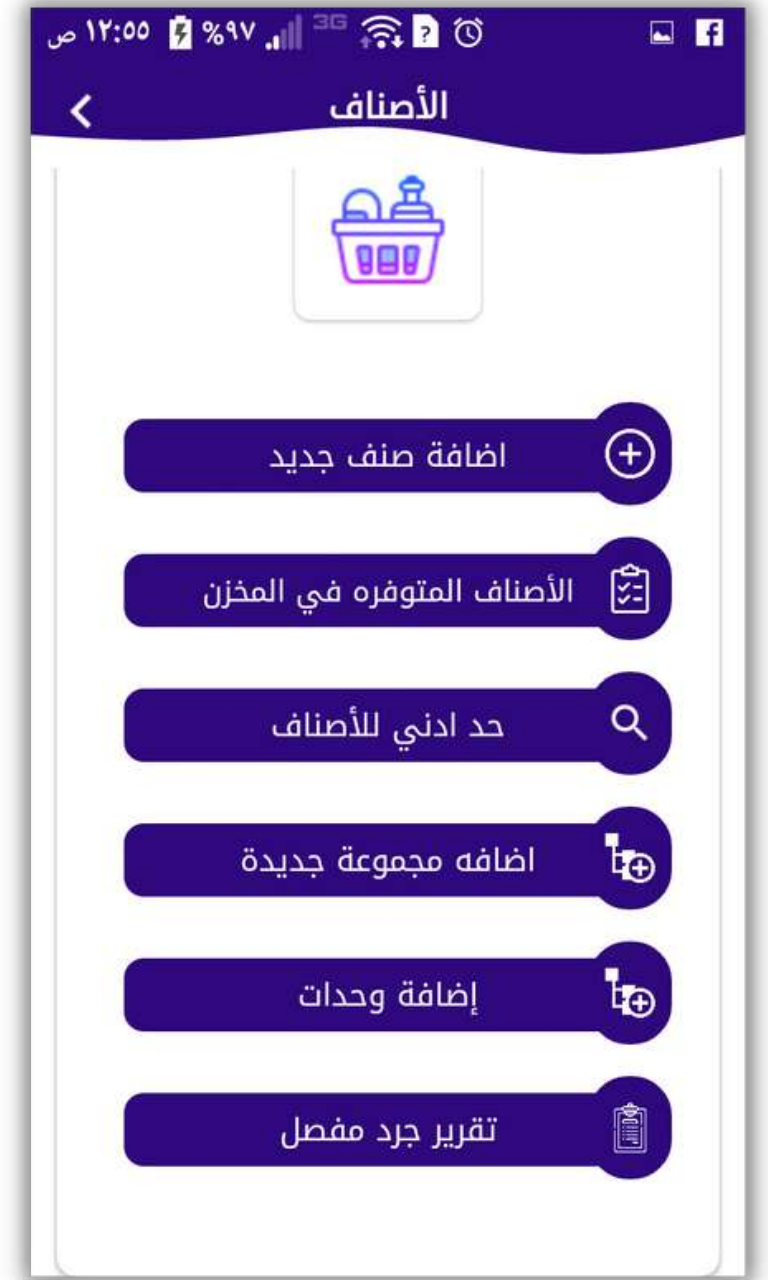 ١٢:٥٥ ص %٩٧ 3G
الأصناف
اضافة صنف جديد
الأصناف المتوفره في المخزن
حد ادني للأصناف
اضافه مجموعة جديدة
إضافة وحدات
تقرير جرد مفصل